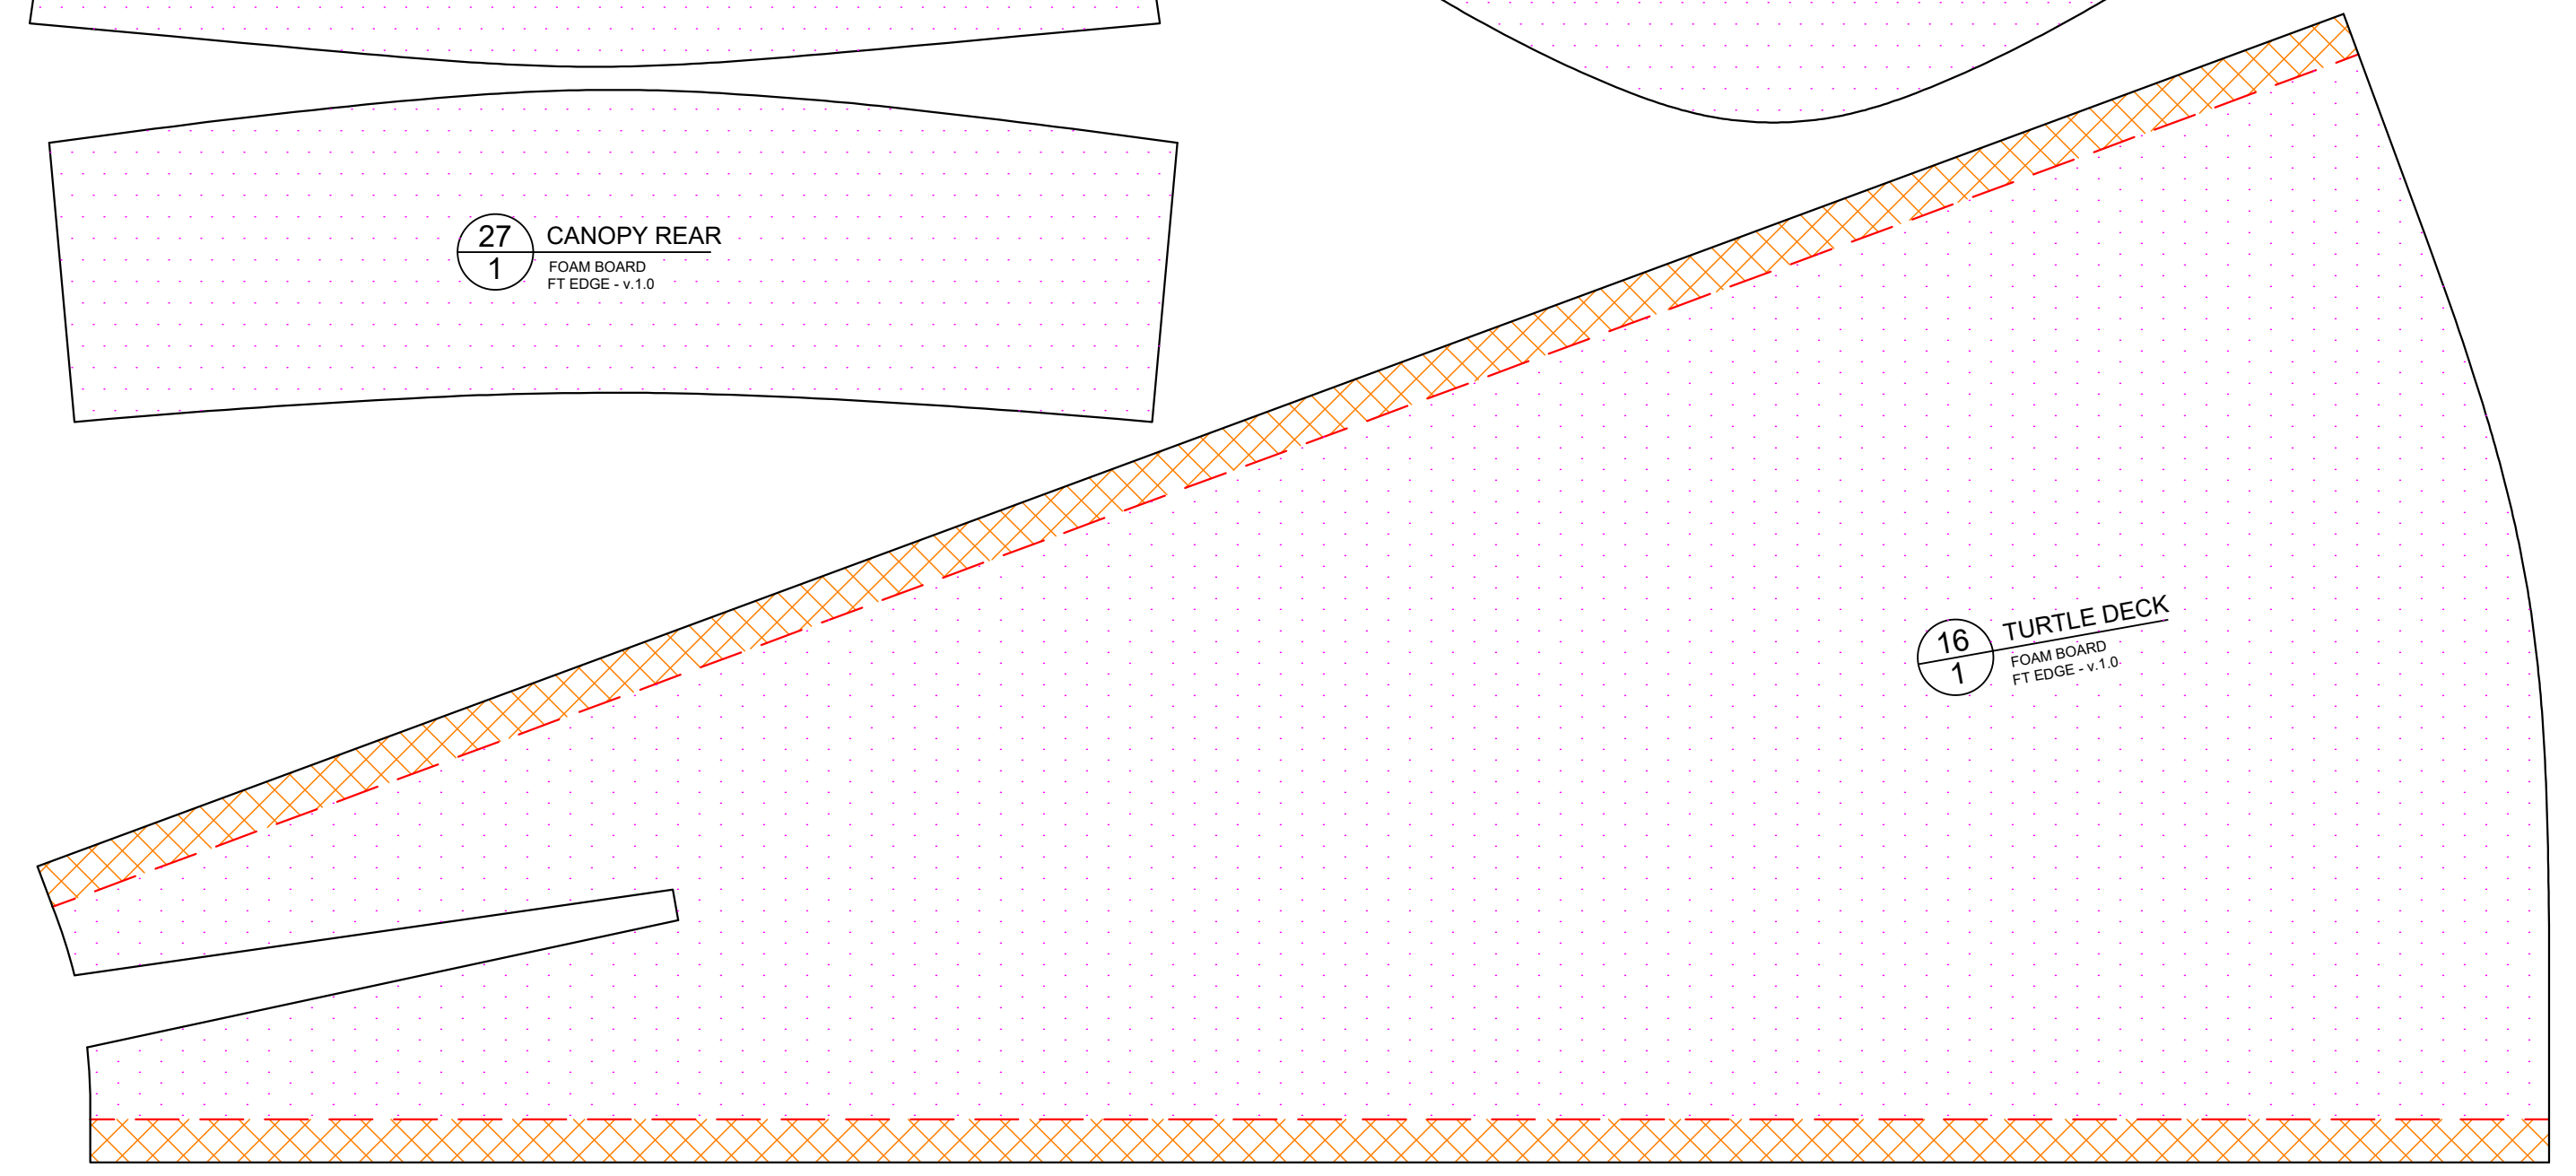 27
1
CANOPY REAR
FOAM BOARD
FT EDGE - v.1.0
16
1
TURTLE DECK
FOAM BOARD
FT EDGE - v.1.0